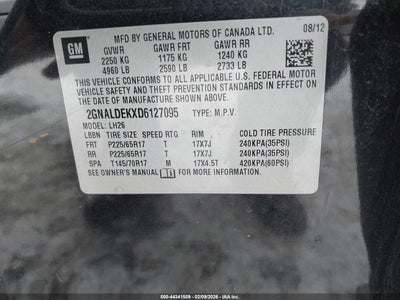 GM
MFD BY GENERAL MOTORS OF CANADA LTD.
08/12
GVWR GAWR FRT GAWR RR
2250 KG 1175 KG 1240 KG
4960 LB 2590 LB 2733 LB
THIS VEHICLE CONFORMS TO ALL APPLICABLE U.S. FEDERAL MOTOR
VEHICLE SAFETY, BUMPER, AND THEFT PREVENTION STANDARDS IN
EFFECT ON THE DATE OF MANUFACTURE SHOWN ABOVE.
2GNALDEKXD6127095 TYPE: M.P.V.
MODEL: LH26
LBBN TIRE SIZE SPEED RTG RIM COLD TIRE PRESSURE
FRT P225/65R17 T 17X7J 240KPA(35PSI)
RR P225/65R17 T 17X7J 240KPA(35PSI)
SPA T145/70R17 M 17X4.5T 420KPA(60PSI)
SEE OWNER'S MANUAL FOR MORE INFORMATION.
000-44341509 - 02/09/2026 - IAA Inc.